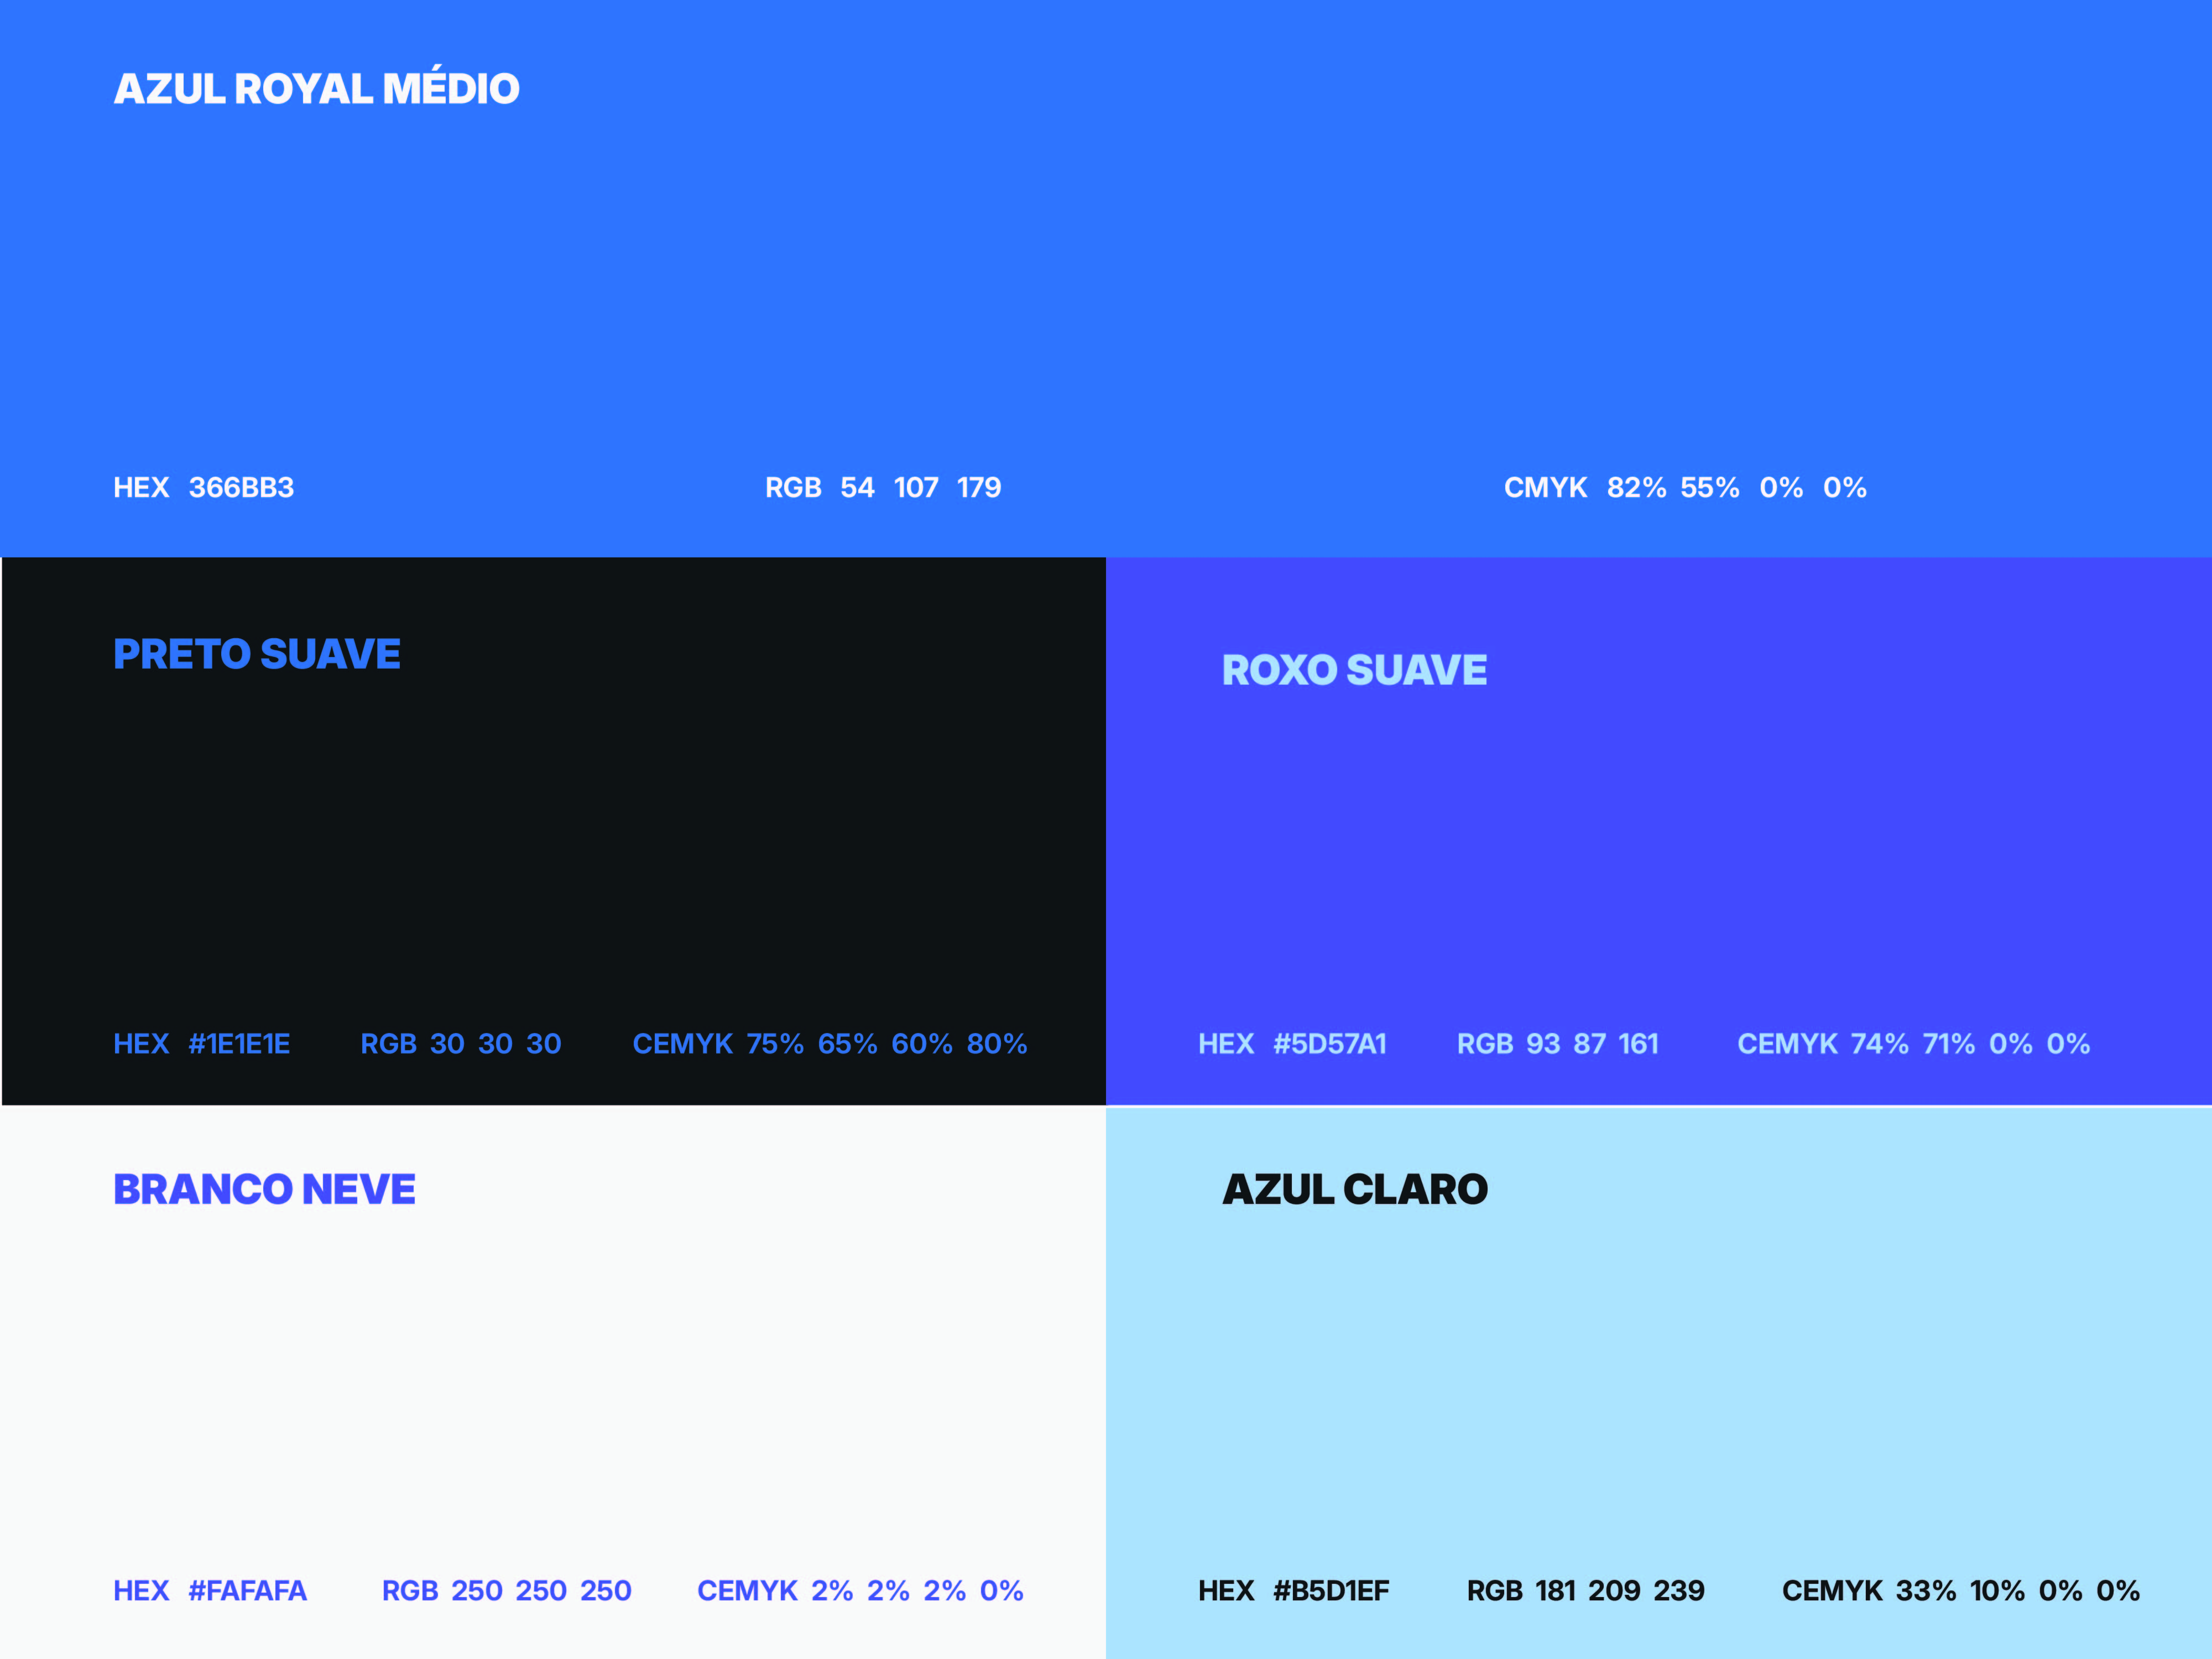 AZUL ROYAL MÉDIO
HEX 366BB3 RGB 54 107 179 CMYK 82% 55% 0% 0%
PRETO SUAVE
HEX #1E1E1E RGB 30 30 30 CEMYK 75% 65% 60% 80%
ROXO SUAVE
HEX #5D57A1 RGB 93 87 161 CEMYK 74% 71% 0% 0%
BRANCO NEVE
HEX #FAFAFA RGB 250 250 250 CEMYK 2% 2% 2% 0%
AZUL CLARO
HEX #B5D1EF RGB 181 209 239 CEMYK 33% 10% 0% 0%